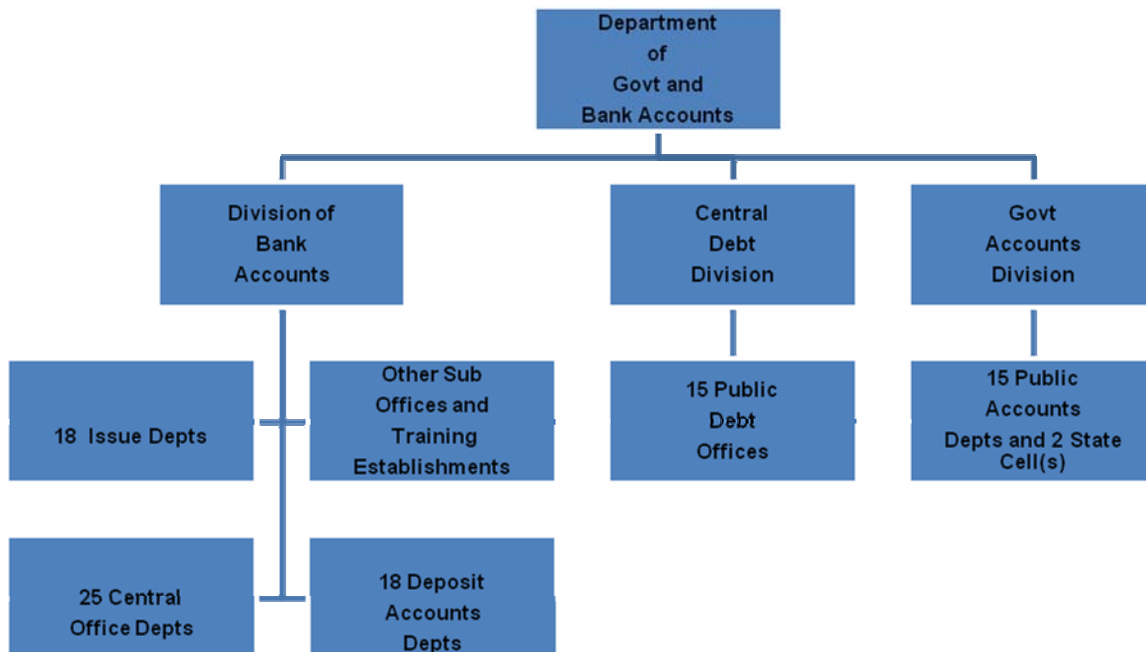 Department
of
Govt and
Bank Accounts
Division of
Bank
Accounts
Central
Debt
Division
Govt
Accounts
Division
18 Issue Depts
Other Sub
Offices and
Training
Establishments
15 Public
Debt
Offices
15 Public
Accounts
Depts and 2 State
Cell(s)
25 Central
Office Depts
18 Deposit
Accounts
Depts